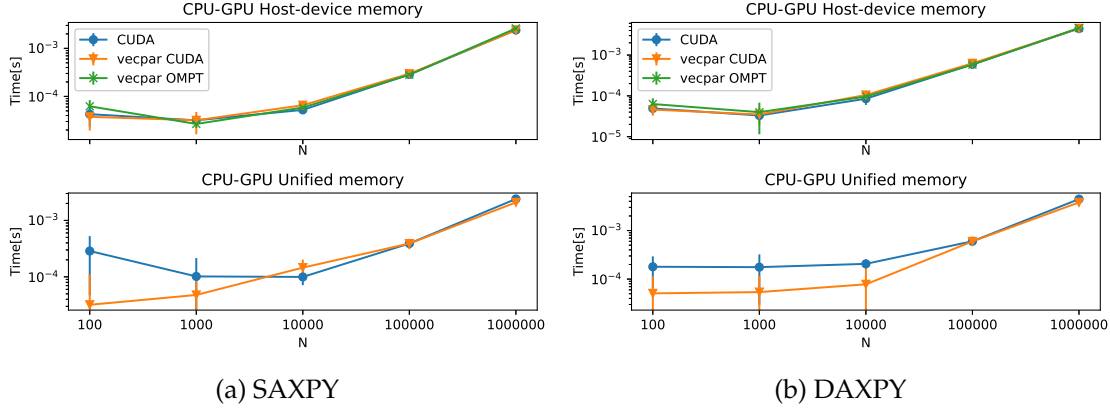 CPU-GPU Host-device memory
Time[s]
10⁻³
10⁻⁴
CUDA
vecpar CUDA
vecpar OMPT
N
CPU-GPU Unified memory
Time[s]
10⁻³
10⁻⁴
100 1000 10000 100000 1000000
N
(a) SAXPY
CPU-GPU Host-device memory
Time[s]
10⁻³
10⁻⁴
10⁻⁵
CUDA
vecpar CUDA
vecpar OMPT
N
CPU-GPU Unified memory
Time[s]
10⁻³
10⁻⁴
100 1000 10000 100000 1000000
N
(b) DAXPY